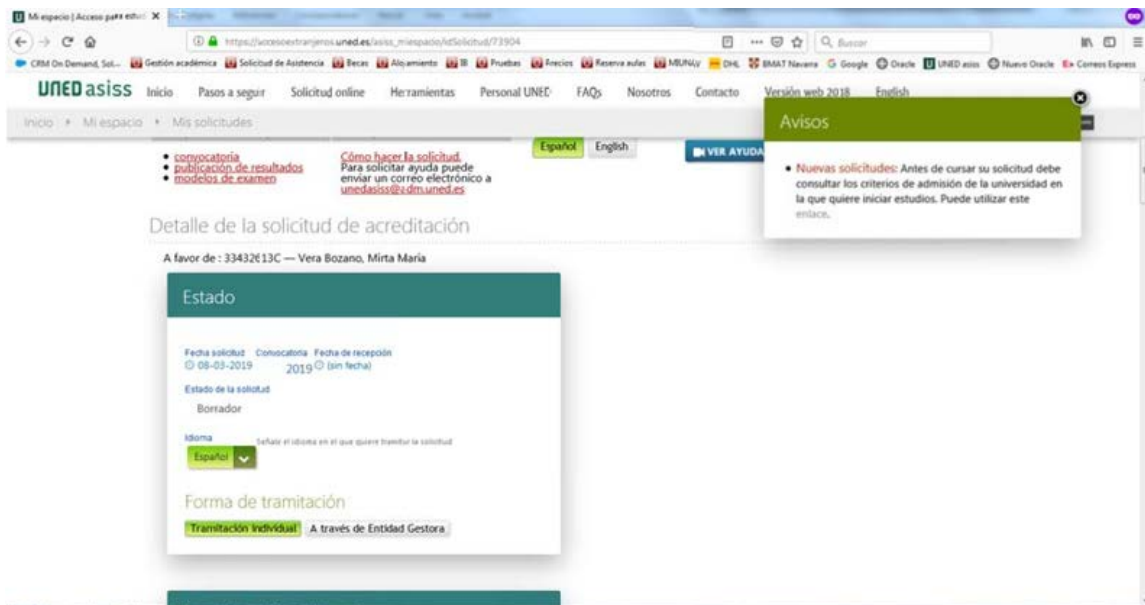 Mi espacio | Acceso para estud
https://accesoextranjeros.uned.es/asiss_miespacio/idSolicitud/73904
Buscar
CRM On Demand, Sol... Gestión académica Solicitud de Asistencia Becas Alojamiento IB Pruebas Precios Reserva aulas MIUNAV DHL BMAT Navarra Google Oracle UNED asiss Nuevo Oracle Correos Express
UNED asiss Inicio Pasos a seguir Solicitud online Herramientas Personal UNED FAQs Nosotros Contacto Versión web 2018 English
Inicio Mi espacio Mis solicitudes
Avisos
convocatoria
publicación de resultados
modelos de examen
Cómo hacer la solicitud.
Para solicitar ayuda puede
enviar un correo electrónico a
unedasiss@adm.uned.es
Español English
VER AYUDA
Nuevas solicitudes: Antes de cursar su solicitud debe
consultar los criterios de admisión de la universidad en
la que quiere iniciar estudios. Puede utilizar este
enlace.
Detalle de la solicitud de acreditación
A favor de : 33432613C — Vera Bozano, Mirta María
Estado
Fecha solicitud Convocatoria Fecha de recepción
08-03-2019 2019 (sin fecha)
Estado de la solicitud
Borrador
Idioma Señale el idioma en el que quiere tramitar la solicitud
Español
Forma de tramitación
Tramitación Individual A través de Entidad Gestora